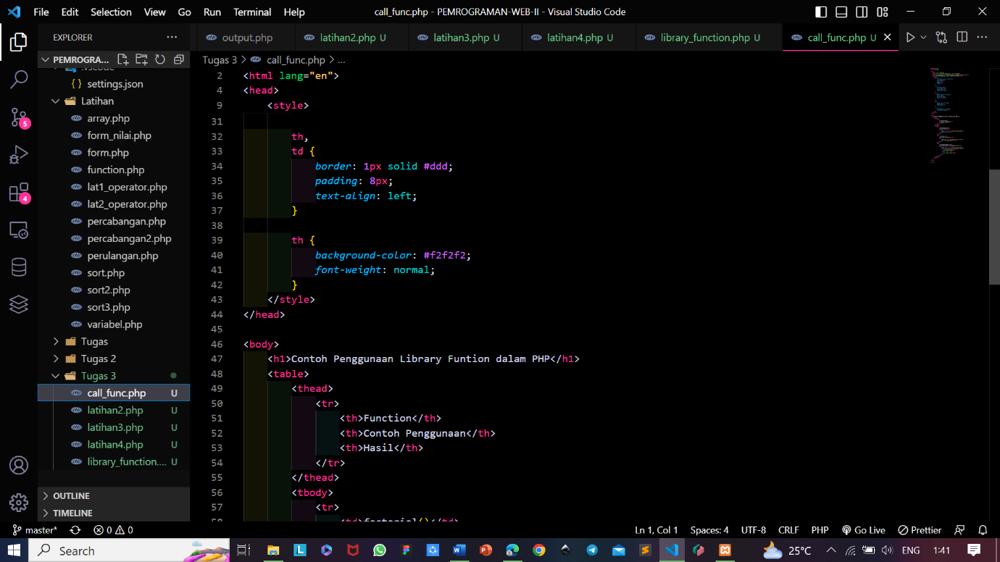 File Edit Selection View Go Run Terminal Help
call_func.php - PEMROGRAMAN-WEB-II - Visual Studio Code
EXPLORER
output.php
latihan2.php U
latihan3.php U
latihan4.php U
library_function.php U
call_func.php U
PEMROGRA...
Tugas 3 > call_func.php > ...
.vscode
{ } settings.json
Latihan
array.php
form_nilai.php
form.php
function.php
lat1_operator.php
lat2_operator.php
percabangan.php
percabangan2.php
perulangan.php
sort.php
sort2.php
sort3.php
variabel.php
Tugas
Tugas 2
Tugas 3
call_func.php U
latihan2.php U
latihan3.php U
latihan4.php U
library_function.... U
OUTLINE
TIMELINE
5
4
2 <html lang="en">
4 <head>
9 <style>
31
32 th,
33 td {
34 border: 1px solid #ddd;
35 padding: 8px;
36 text-align: left;
37 }
38
39 th {
40 background-color: #f2f2f2;
41 font-weight: normal;
42 }
43 </style>
44 </head>
45
46 <body>
47 <h1>Contoh Penggunaan Library Funtion dalam PHP</h1>
48 <table>
49 <thead>
50 <tr>
51 <th>Function</th>
52 <th>Contoh Penggunaan</th>
53 <th>Hasil</th>
54 </tr>
55 </thead>
56 <tbody>
57 <tr>
58 <td>factorial()</td>
master* 0 0
Ln 1, Col 1 Spaces: 4 UTF-8 CRLF PHP Go Live Prettier
Search
25°C ENG 1:41